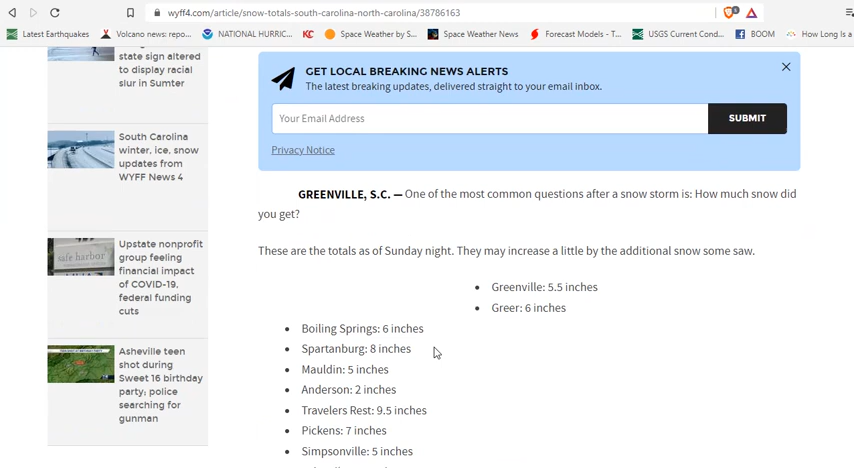 wyff4.com/article/snow-totals-south-carolina-north-carolina/38786163
Latest Earthquakes
Volcano news: repo...
NATIONAL HURRIC...
KC
Space Weather by S...
Space Weather News
Forecast Models - T...
USGS Current Cond...
BOOM
How Long Is a
state sign altered
to display racial
slur in Sumter
South Carolina
winter, ice, snow
updates from
WYFF News 4
safe harbor
Upstate nonprofit
group feeling
financial impact
of COVID-19,
federal funding
cuts
Asheville teen
shot during
Sweet 16 birthday
party; police
searching for
gunman
GET LOCAL BREAKING NEWS ALERTS
The latest breaking updates, delivered straight to your email inbox.
Your Email Address
SUBMIT
Privacy Notice
GREENVILLE, S.C. — One of the most common questions after a snow storm is: How much snow did
you get?
These are the totals as of Sunday night. They may increase a little by the additional snow some saw.
• Greenville: 5.5 inches
• Greer: 6 inches
• Boiling Springs: 6 inches
• Spartanburg: 8 inches
• Mauldin: 5 inches
• Anderson: 2 inches
• Travelers Rest: 9.5 inches
• Pickens: 7 inches
• Simpsonville: 5 inches